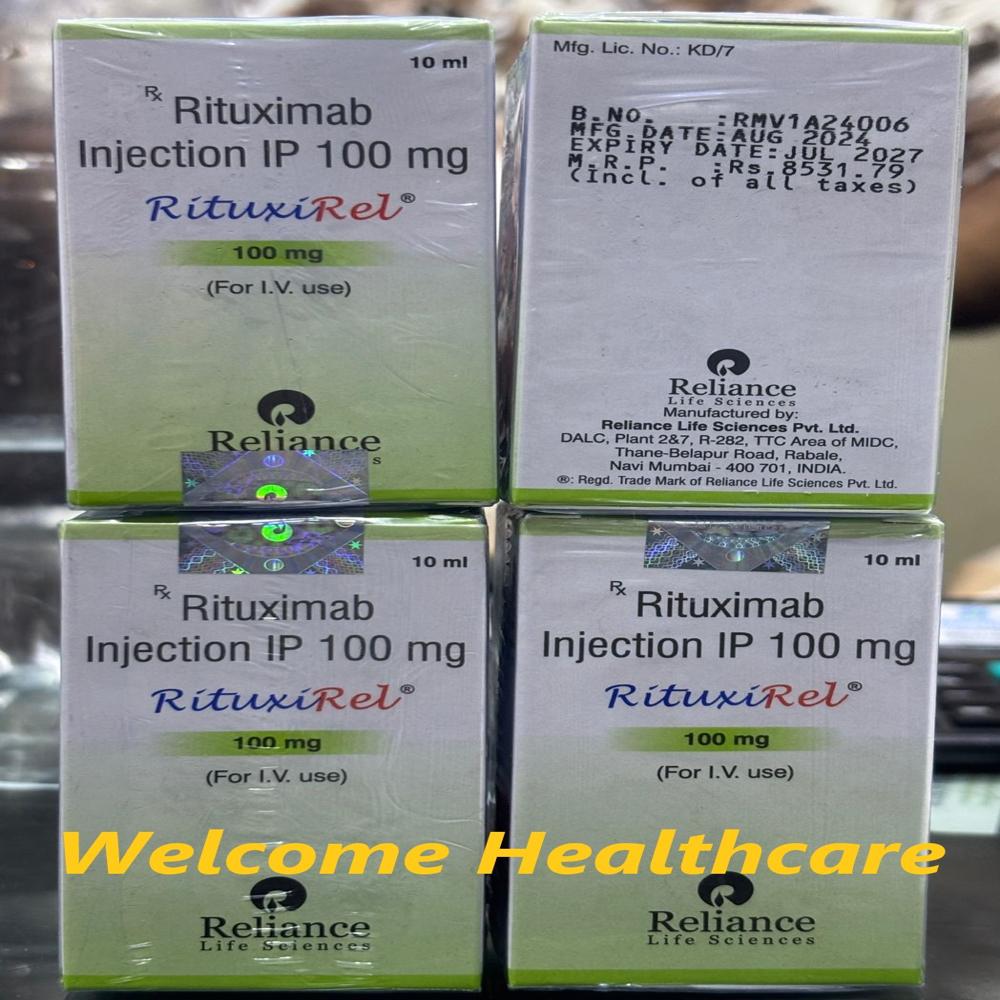 10 ml
Rx Rituximab
Injection IP 100 mg
RituxiRel®
100 mg
(For I.V. use)
Reliance
s
Mfg. Lic. No.: KD/7
B.NO. :RMV1A24006
MFG.DATE:AUG 2024
EXPIRY DATE:JUL 2027
M.R.P. :Rs.8531.79
(Incl. of all taxes)
Reliance
Life Sciences
Manufactured by:
Reliance Life Sciences Pvt. Ltd.
DALC, Plant 2&7, R-282, TTC Area of MIDC,
Thane-Belapur Road, Rabale,
Navi Mumbai - 400 701, INDIA.
®: Regd. Trade Mark of Reliance Life Sciences Pvt. Ltd.
10 ml
Rx Rituximab
Injection IP 100 mg
RituxiRel®
100 mg
(For I.V. use)
Reliance
Life Sciences
10 ml
Rx Rituximab
Injection IP 100 mg
RituxiRel®
100 mg
(For I.V. use)
Reliance
Life Sciences
Welcome Healthcare